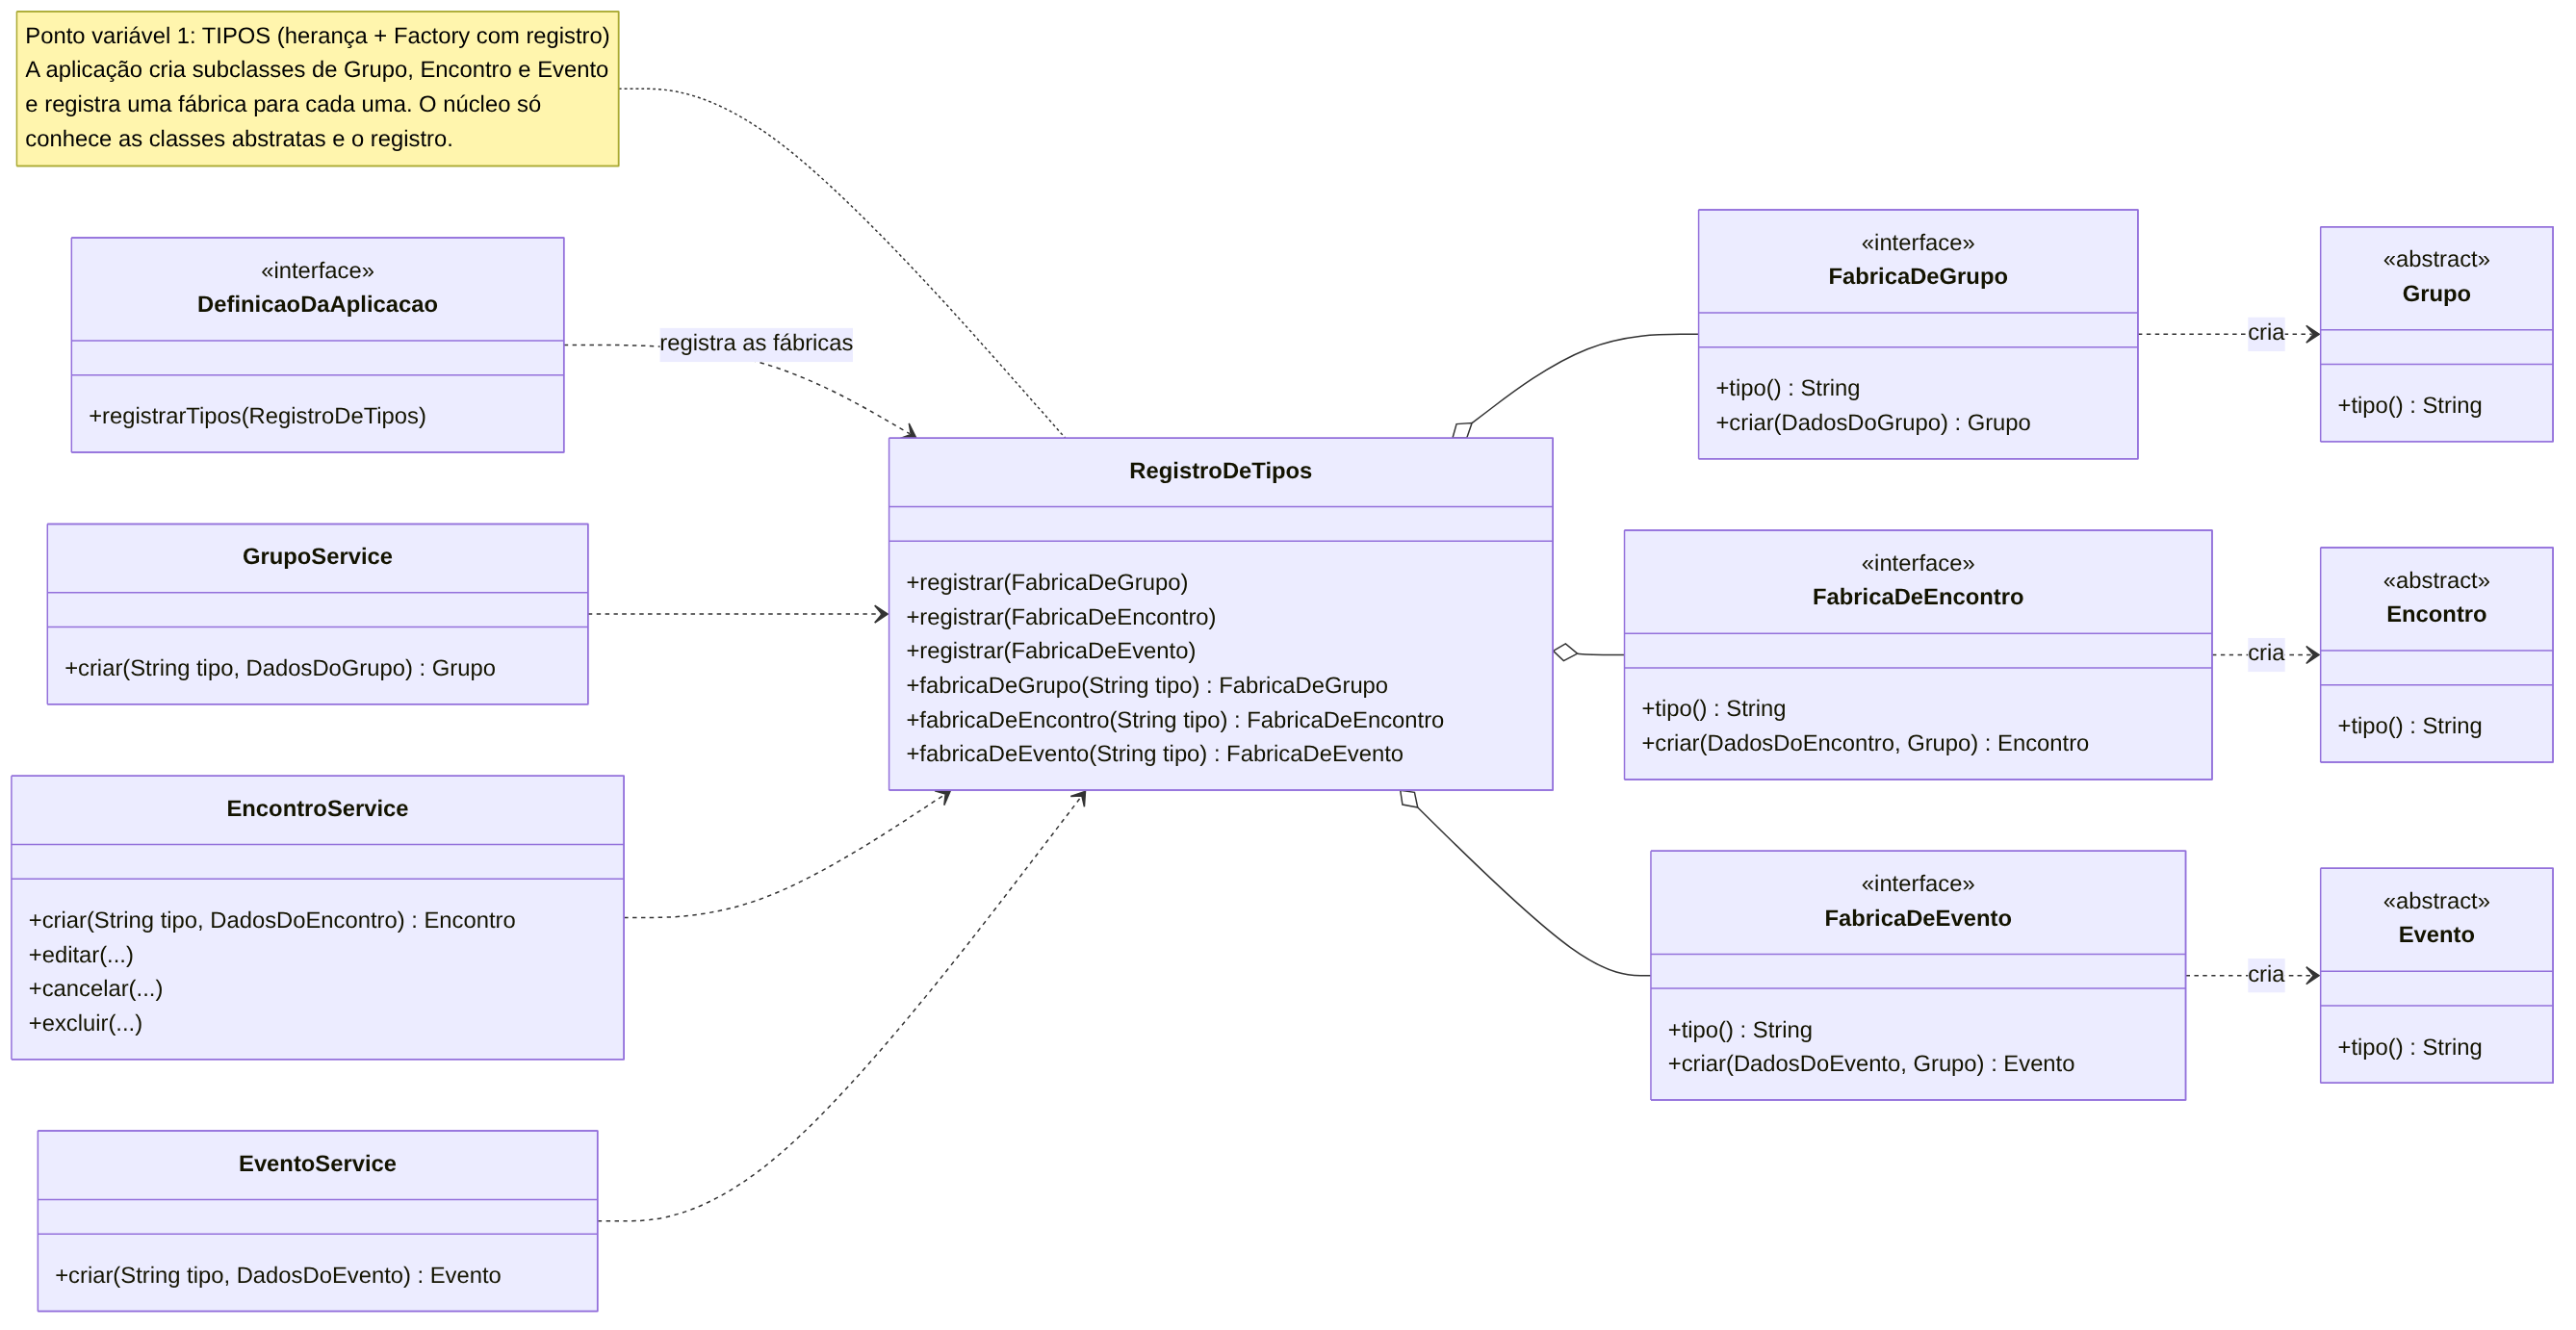 Ponto variável 1: TIPOS (herança + Factory com registro)
A aplicação cria subclasses de Grupo, Encontro e Evento
e registra uma fábrica para cada uma. O núcleo só
conhece as classes abstratas e o registro.
«interface»
DefinicaoDaAplicacao
+registrarTipos(RegistroDeTipos)
registra as fábricas
GrupoService
+criar(String tipo, DadosDoGrupo) : Grupo
EncontroService
+criar(String tipo, DadosDoEncontro) : Encontro
+editar(...)
+cancelar(...)
+excluir(...)
EventoService
+criar(String tipo, DadosDoEvento) : Evento
RegistroDeTipos
+registrar(FabricaDeGrupo)
+registrar(FabricaDeEncontro)
+registrar(FabricaDeEvento)
+fabricaDeGrupo(String tipo) : FabricaDeGrupo
+fabricaDeEncontro(String tipo) : FabricaDeEncontro
+fabricaDeEvento(String tipo) : FabricaDeEvento
«interface»
FabricaDeGrupo
+tipo() : String
+criar(DadosDoGrupo) : Grupo
cria
«abstract»
Grupo
+tipo() : String
«interface»
FabricaDeEncontro
+tipo() : String
+criar(DadosDoEncontro, Grupo) : Encontro
cria
«abstract»
Encontro
+tipo() : String
«interface»
FabricaDeEvento
+tipo() : String
+criar(DadosDoEvento, Grupo) : Evento
cria
«abstract»
Evento
+tipo() : String